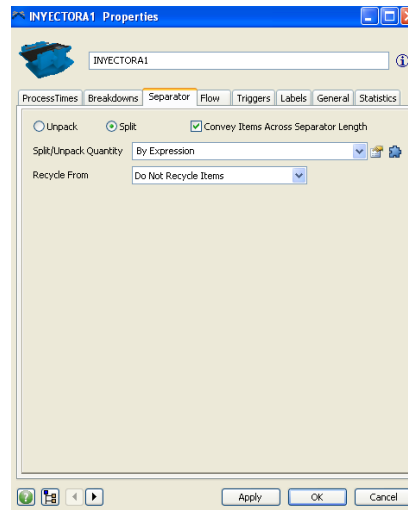 INYECTORA1 Properties
INYECTORA1
ProcessTimes Breakdowns Separator Flow Triggers Labels General Statistics
Unpack Split Convey Items Across Separator Length
Split/Unpack Quantity By Expression
Recycle From Do Not Recycle Items
Apply OK Cancel